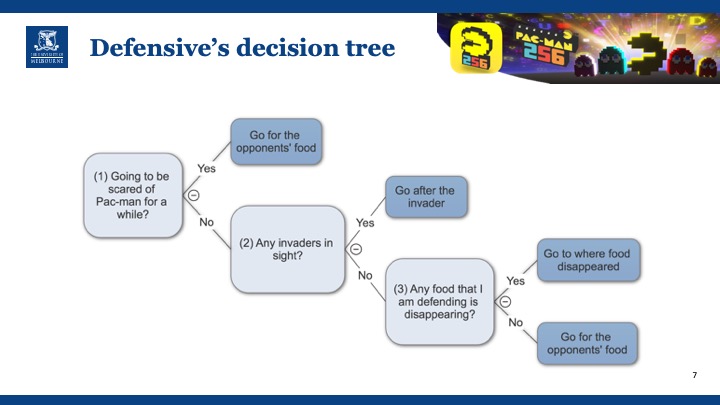 THE UNIVERSITY OF
MELBOURNE
Defensive’s decision tree
256
PAC-MAN
256
Go for the
opponents' food
Yes
(1) Going to be
scared of
Pac-man for a
while?
No
Go after the
invader
Yes
(2) Any invaders in
sight?
No
Go to where food
disappeared
Yes
(3) Any food that I
am defending is
disappearing?
No
Go for the
opponents' food
7